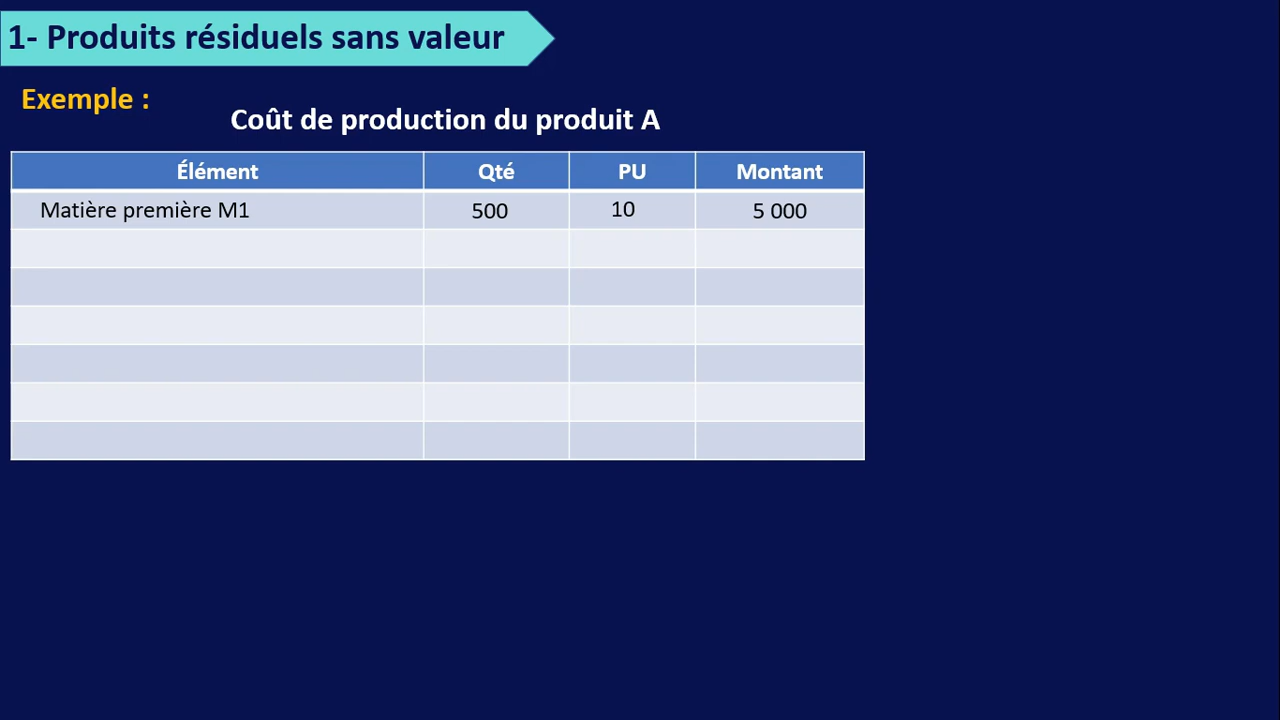 1- Produits résiduels sans valeur
Exemple :
Coût de production du produit A
Élément Qté PU Montant
Matière première M1 500 10 5 000